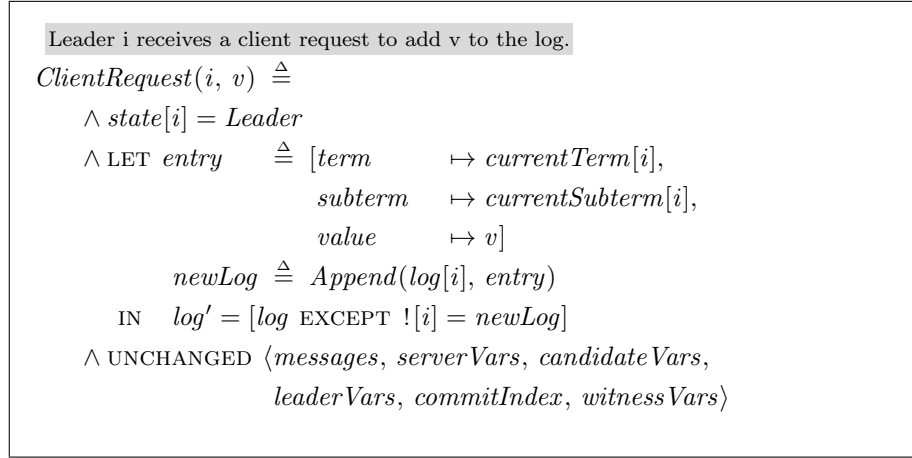 Leader i receives a client request to add v to the log.
ClientRequest(i, v) ≜
∧ state[i] = Leader
∧ LET entry ≜ [term ↦ currentTerm[i],
subterm ↦ currentSubterm[i],
value ↦ v]
newLog ≜ Append(log[i], entry)
IN log′ = [log EXCEPT ![i] = newLog]
∧ UNCHANGED ⟨messages, serverVars, candidateVars,
leaderVars, commitIndex, witnessVars⟩